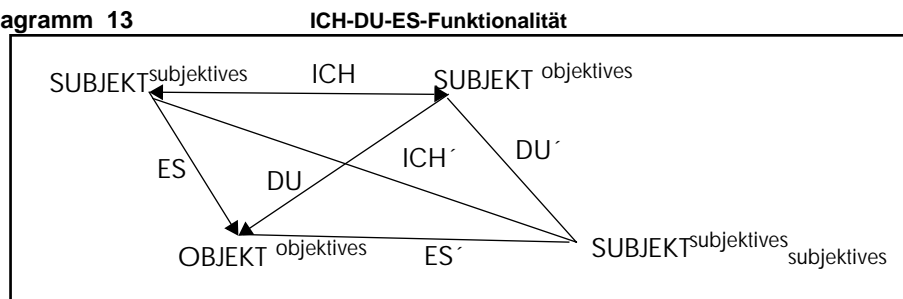 agramm 13 ICH-DU-ES-Funktionalität
SUBJEKT subjektives ICH SUBJEKT objektives
ES DU ICH´ DU´
OBJEKT objektives ES´ SUBJEKT subjektives subjektives